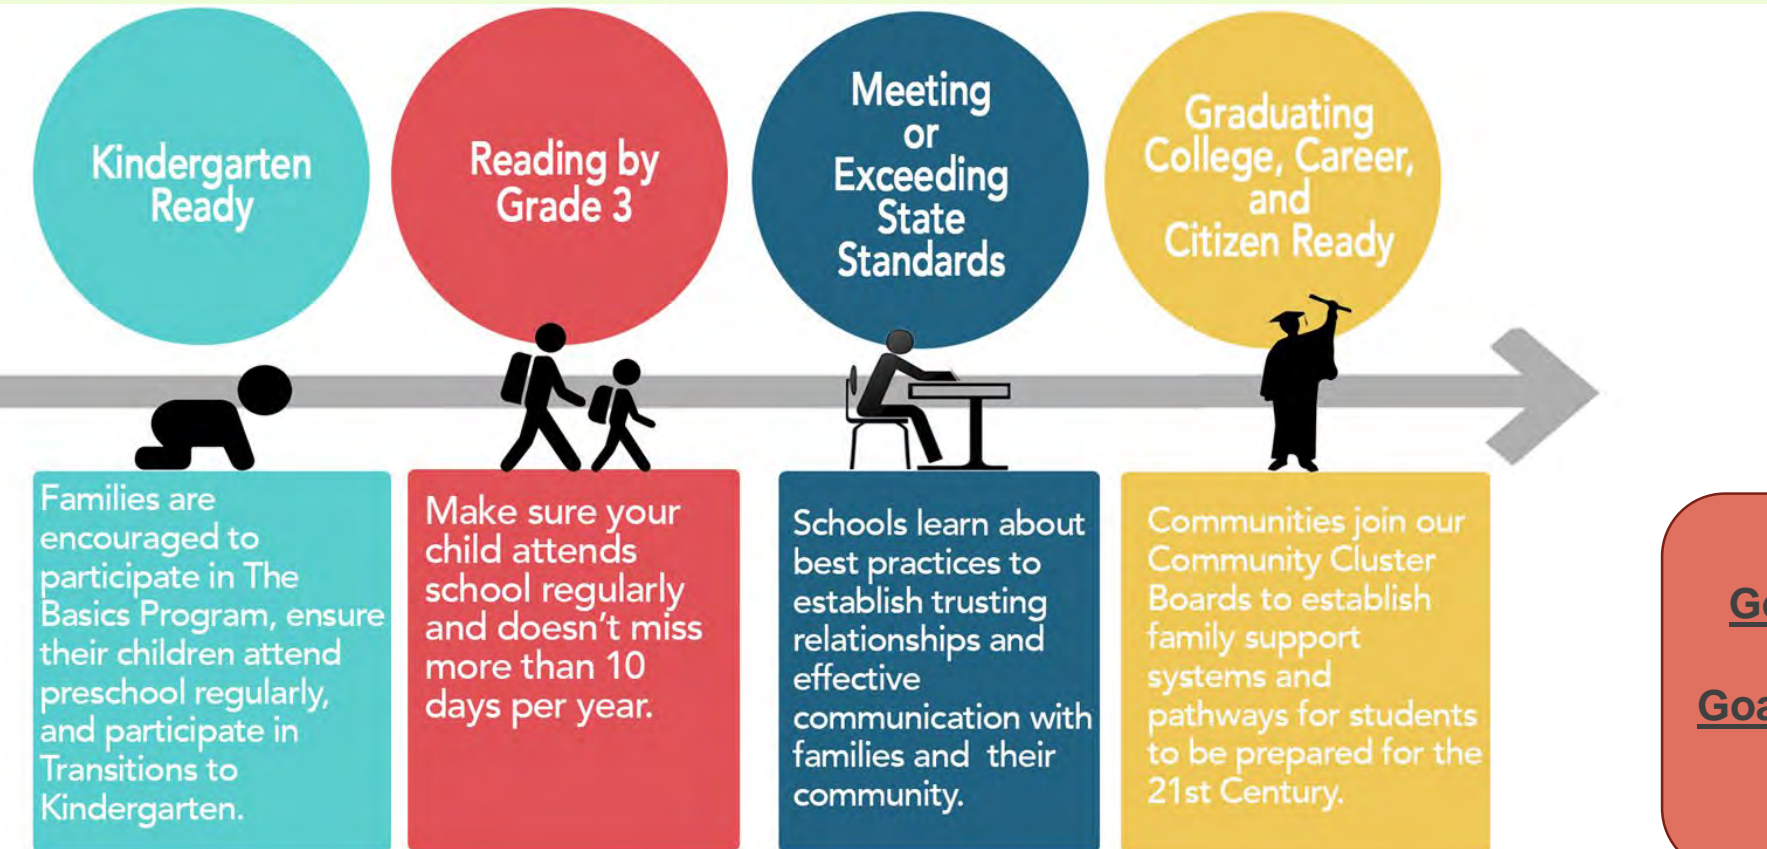 Kindergarten
Ready
Reading by
Grade 3
Meeting
or
Exceeding
State
Standards
Graduating
College, Career,
and
Citizen Ready
Families are
encouraged to
participate in The
Basics Program, ensure
their children attend
preschool regularly,
and participate in
Transitions to
Kindergarten.
Make sure your
child attends
school regularly
and doesn't miss
more than 10
days per year.
Schools learn about
best practices to
establish trusting
relationships and
effective
communication with
families and  their
community.
Communities join our
Community Cluster
Boards to establish
family support
systems and
pathways for students
to be prepared for the
21st Century.